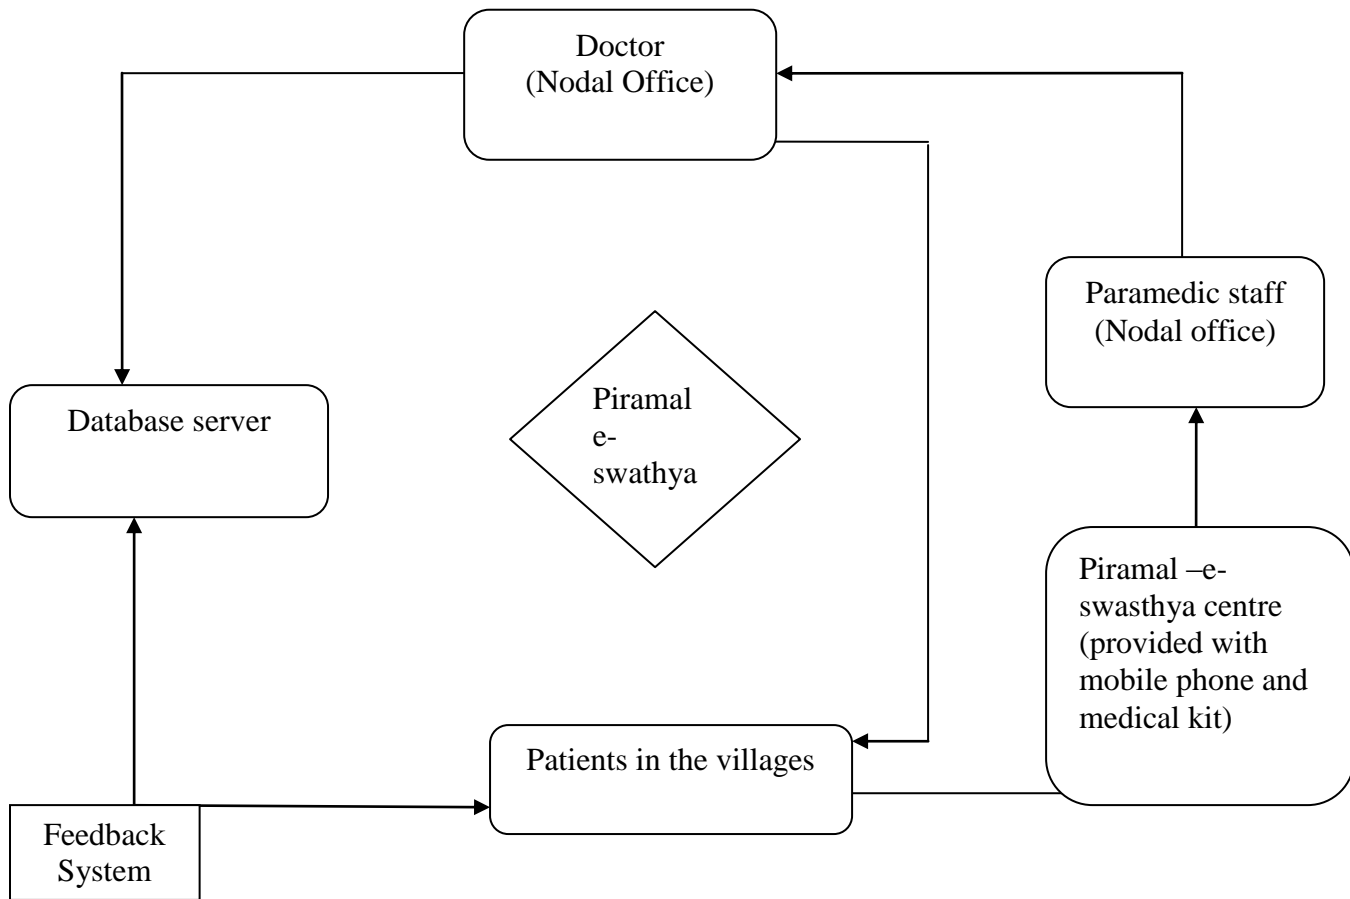 Doctor
(Nodal Office)
Paramedic staff
(Nodal office)
Database server
Piramal
e-
swathya
Piramal –e-
swasthya centre
(provided with
mobile phone and
medical kit)
Patients in the villages
Feedback
System